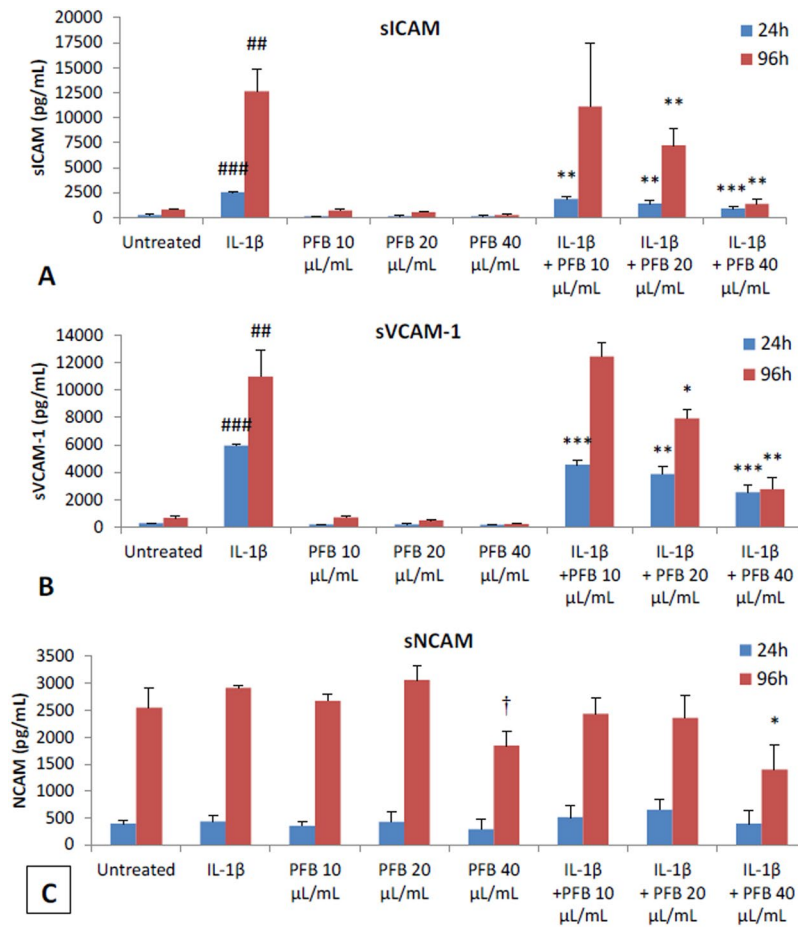 sICAM
24h
96h
sICAM (pg/mL)
20000
17500
15000
12500
10000
7500
5000
2500
0
##
###
**
**
**
***
**
Untreated IL-1β PFB 10 PFB 20 PFB 40 IL-1β IL-1β IL-1β
μL/mL μL/mL μL/mL + PFB 10 + PFB 20 + PFB 40
μL/mL μL/mL μL/mL
A
sVCAM-1
24h
96h
sVCAM-1 (pg/mL)
14000
12000
10000
8000
6000
4000
2000
0
##
###
***
**
*
***
**
Untreated IL-1β PFB 10 PFB 20 PFB 40 IL-1β IL-1β IL-1β
μL/mL μL/mL μL/mL +PFB 10 + PFB 20 + PFB 40
μL/mL μL/mL μL/mL
B
sNCAM
24h
96h
NCAM (pg/mL)
3500
3000
2500
2000
1500
1000
500
0
†
*
Untreated IL-1β PFB 10 PFB 20 PFB 40 IL-1β IL-1β IL-1β
μL/mL μL/mL μL/mL +PFB 10 + PFB 20 + PFB 40
μL/mL μL/mL μL/mL
C